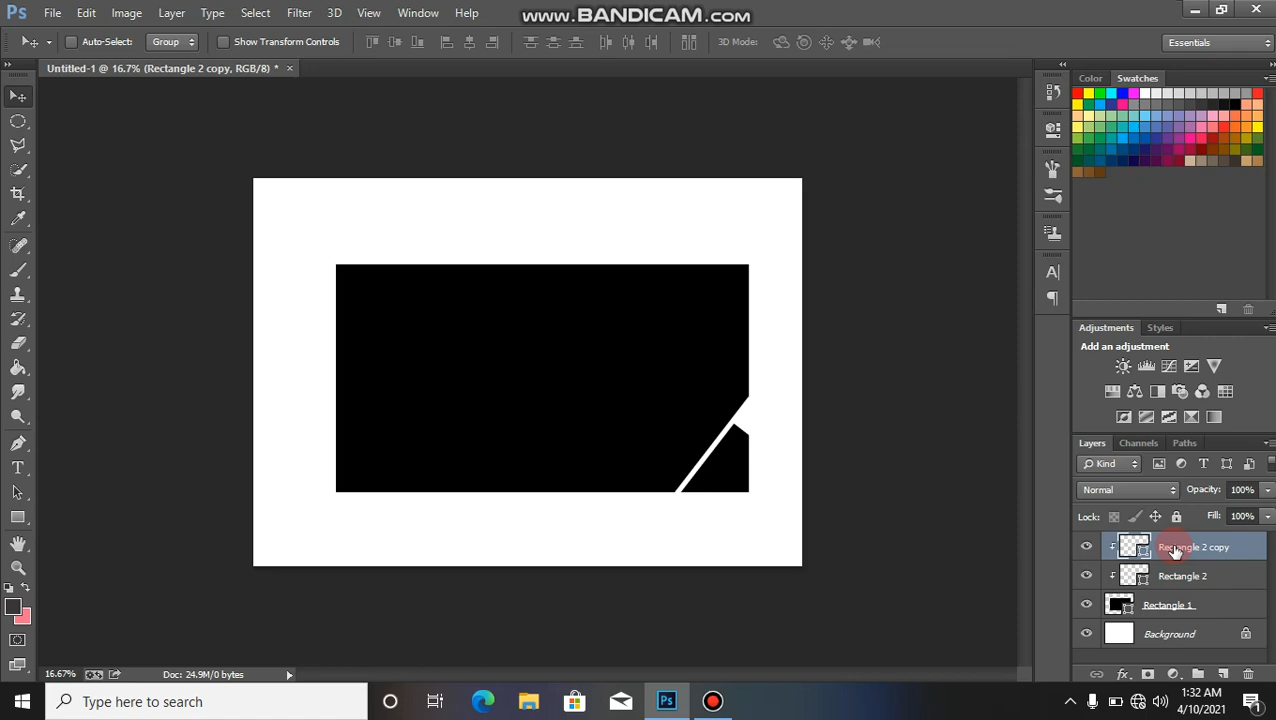 Ps File Edit Image Layer Type Select Filter 3D View Window Help
www.BANDICAM.com
Auto-Select: Group Show Transform Controls 3D Mode: Essentials
Untitled-1 @ 16.7% (Rectangle 2 copy, RGB/8) * ×
Color Swatches
Adjustments Styles
Add an adjustment
Layers Channels Paths
Kind
Normal Opacity: 100%
Lock: Fill: 100%
Rectangle 2 copy
Rectangle 2
Rectangle 1
Background
16.67% Doc: 24.9M/0 bytes
Type here to search
Ps
1:32 AM
4/10/2021
1